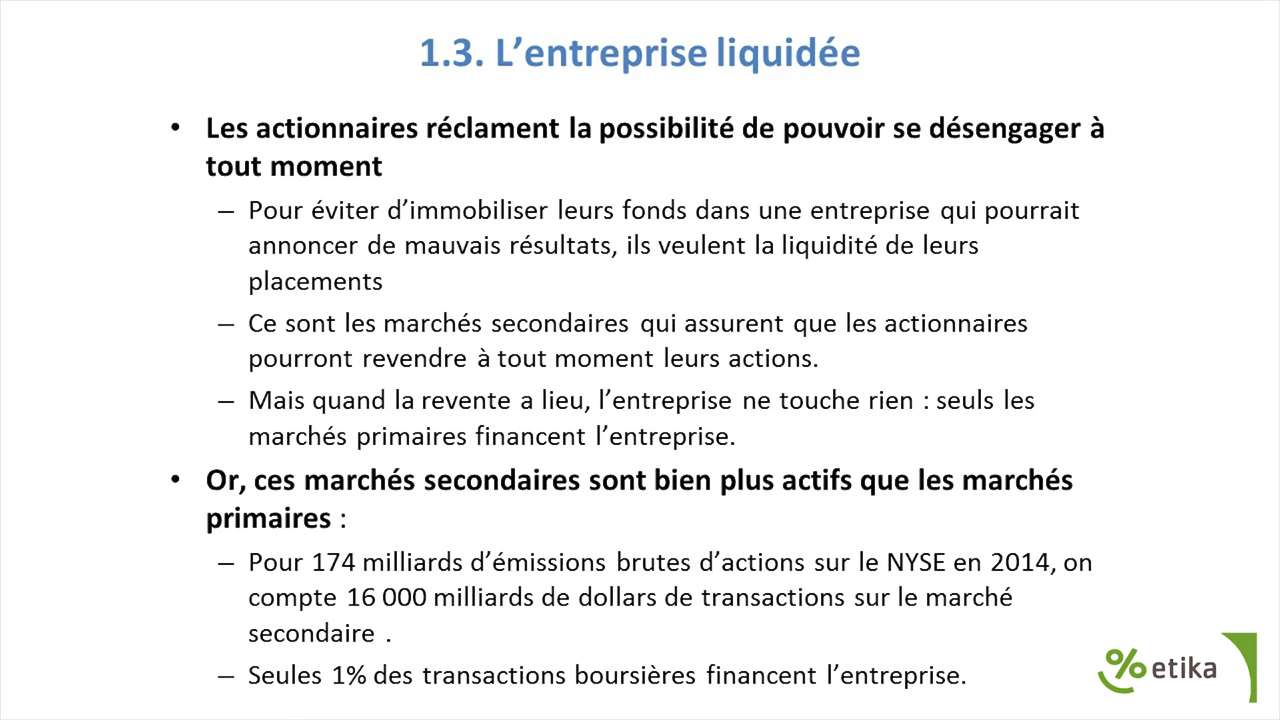 1.3. L’entreprise liquidée
• Les actionnaires réclament la possibilité de pouvoir se désengager à
tout moment
– Pour éviter d’immobiliser leurs fonds dans une entreprise qui pourrait
annoncer de mauvais résultats, ils veulent la liquidité de leurs
placements
– Ce sont les marchés secondaires qui assurent que les actionnaires
pourront revendre à tout moment leurs actions.
– Mais quand la revente a lieu, l’entreprise ne touche rien : seuls les
marchés primaires financent l’entreprise.
• Or, ces marchés secondaires sont bien plus actifs que les marchés
primaires :
– Pour 174 milliards d’émissions brutes d’actions sur le NYSE en 2014, on
compte 16 000 milliards de dollars de transactions sur le marché
secondaire .
– Seules 1% des transactions boursières financent l’entreprise.
% etika